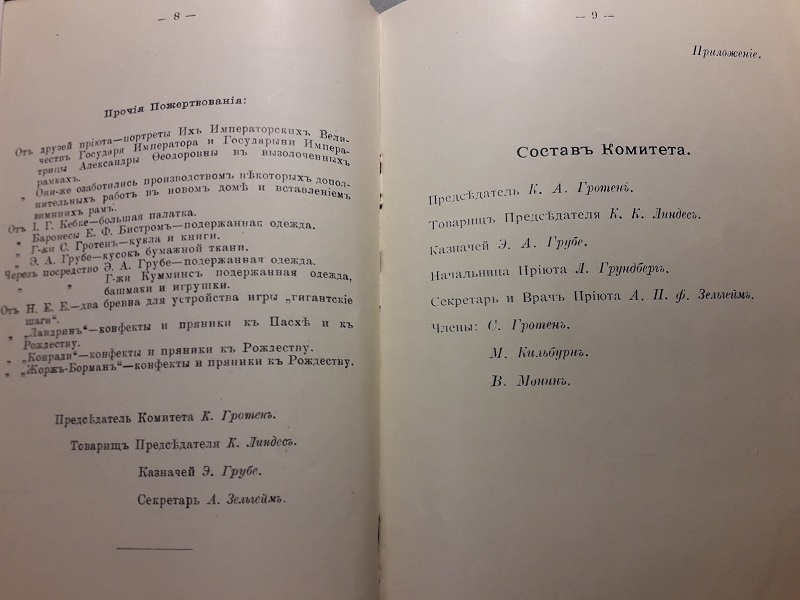 — 8 —
Прочія Пожертвованія:
Отъ друзей пріюта—портреты Ихъ Императорскихъ Вели-
чествъ Государя Императора и Государыни Импера-
трицы Александры Ѳеодоровны въ вызолоченныхъ
рамкахъ.
„ Они-же озаботились производствомъ нѣкоторыхъ допол-
нительныхъ работъ въ новомъ домѣ и вставленіемъ
зимнихъ рамъ.
Отъ І. Г. Кебке—большая палатка.
„ Баронесы Е. Ф. Бистромъ—подержанная одежда.
„ Г-жи С. Гротенъ—кукла и книги.
„ Э. А. Грубе—кусокъ бумажной ткани.
Черезъ посредство Э. А. Грубе—подержанная одежда.
„ „ Г-жи Кумминсъ подержанная одежда,
башмаки и игрушки.
Отъ Н. Е. Е.—два бревна для устройства игры „гигантскіе
шаги“.
„ „Ландринъ“—конфекты и пряники къ Пасхѣ и къ
Рождеству.
„ „Конради“—конфекты и пряники къ Рождеству.
„ „Жоржъ-Борманъ“—конфекты и пряники къ Рождеству.
Предсѣдатель Комитета К. Гротенъ.
Товарищъ Предсѣдателя К. Линдесъ.
Казначей Э. Грубе.
Секретарь А. Зельгеймъ.
— 9 —
Приложеніе.
Составъ Комитета.
Предсѣдатель К. А. Гротенъ.
Товарищъ Предсѣдателя К. К. Линдесъ.
Казначей Э. А. Грубе.
Начальница Пріюта Л. Грундбергъ.
Секретарь и Врачъ Пріюта А. П. ф. Зельгеймъ.
Члены: С. Гротенъ.
М. Кильбурнъ.
В. Монинъ.